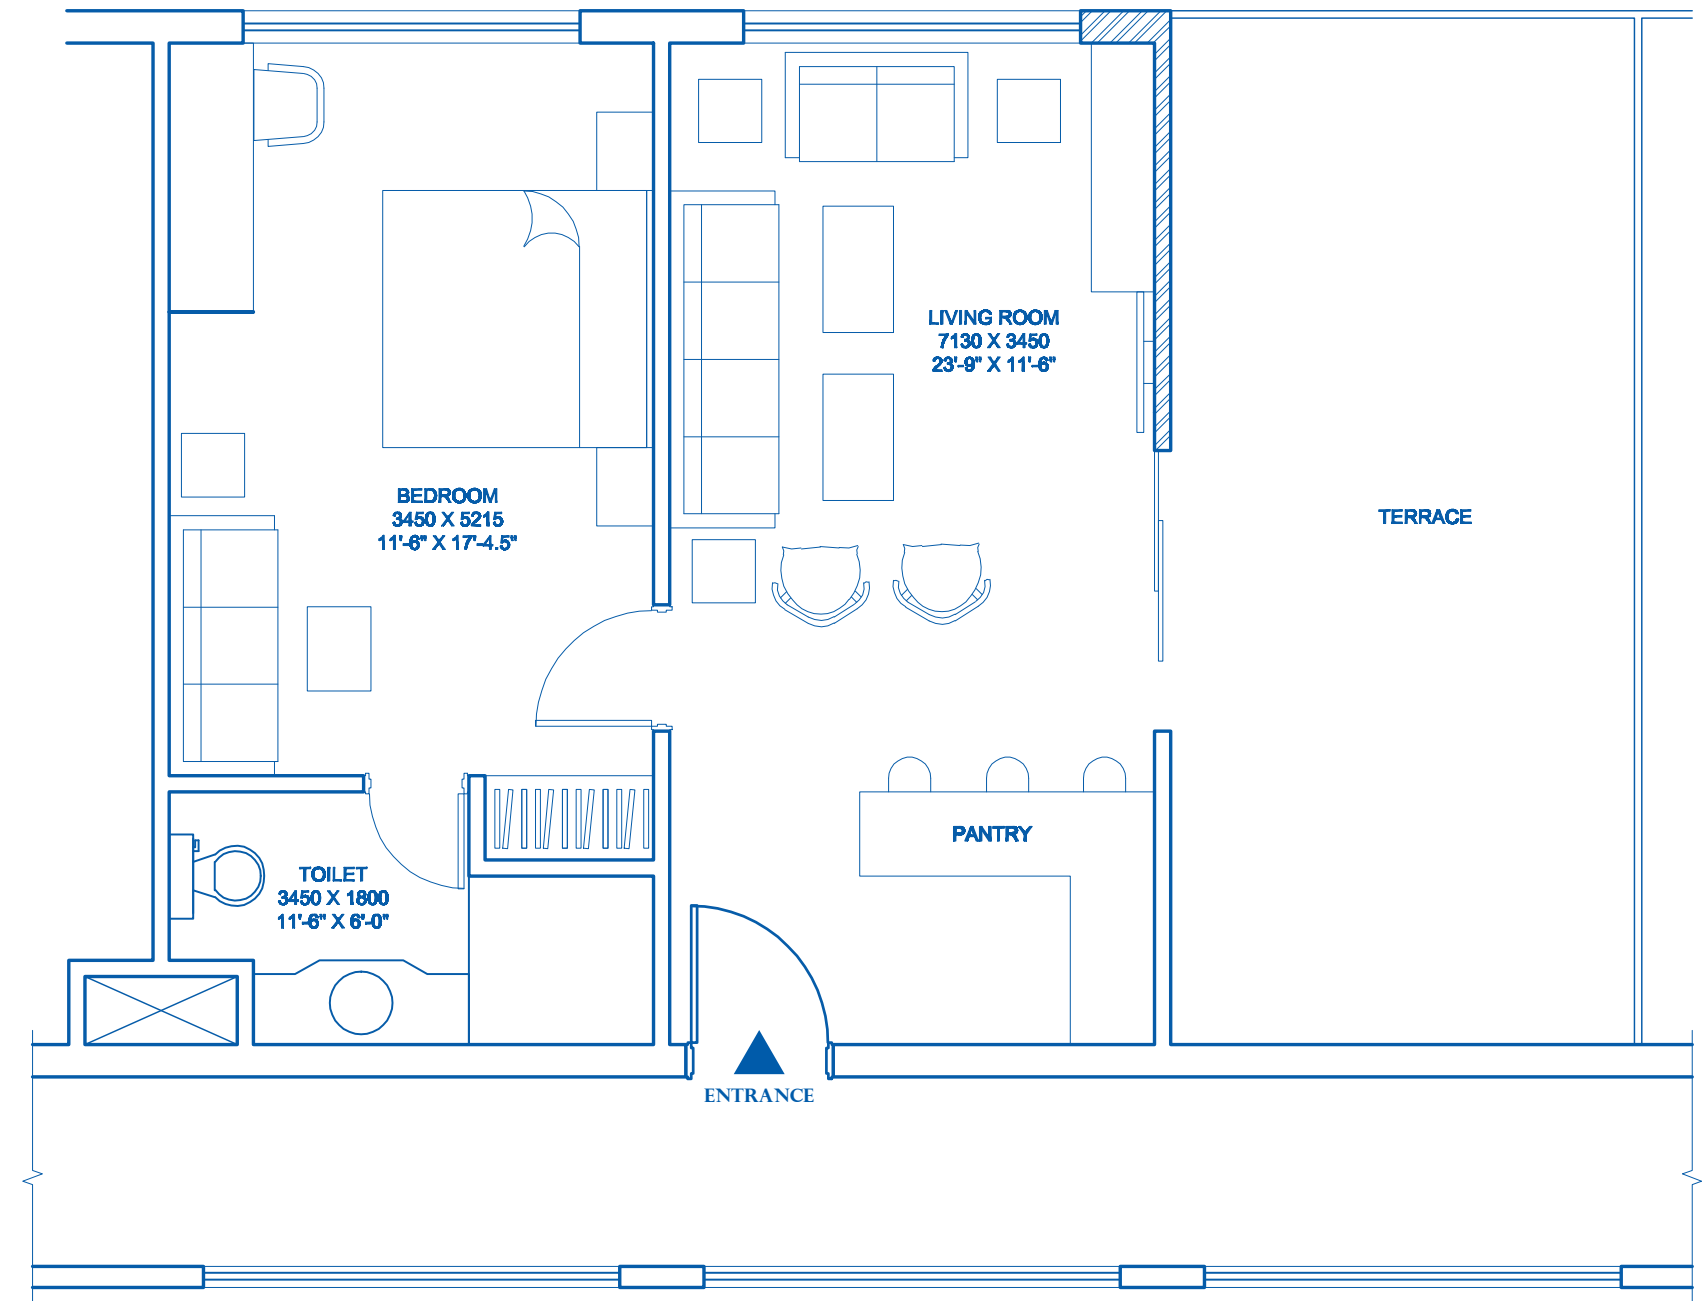 LIVING ROOM
7130 X 3450
23'-9" X 11'-6"
BEDROOM
3450 X 5215
11'-6" X 17'-4.5"
TERRACE
PANTRY
TOILET
3450 X 1800
11'-6" X 6'-0"
ENTRANCE